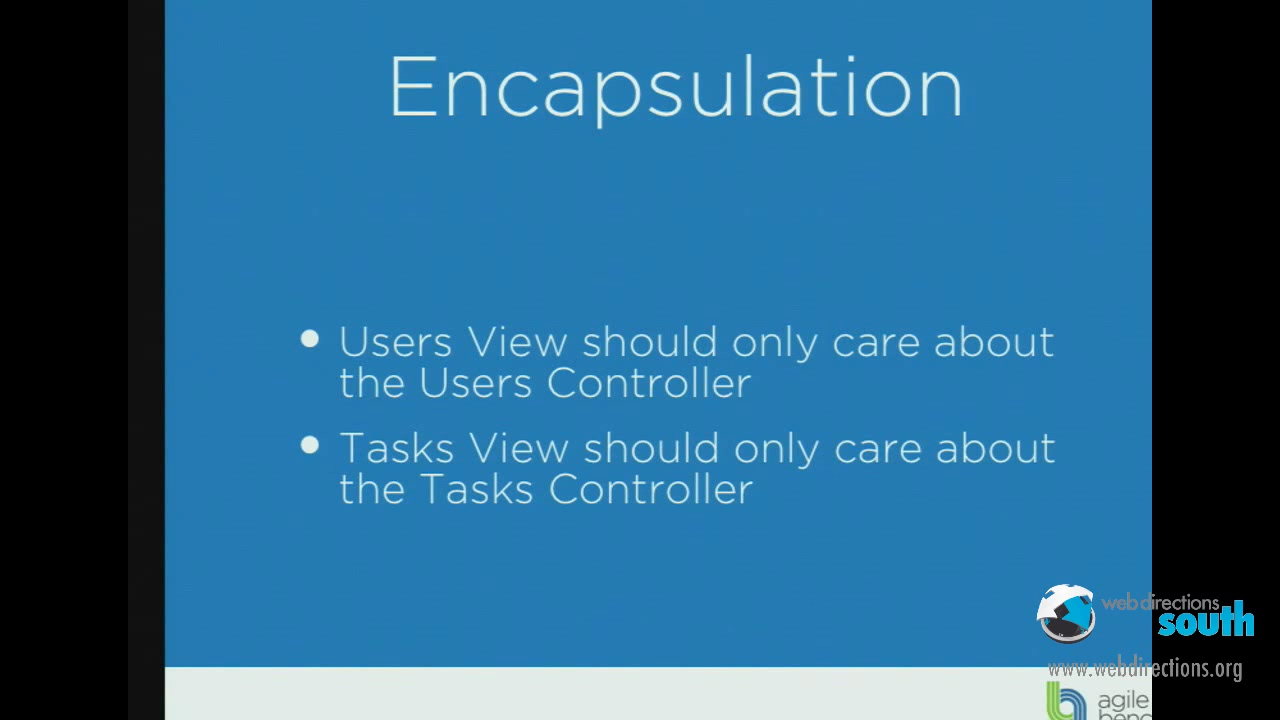 Encapsulation
• Users View should only care about
the Users Controller
• Tasks View should only care about
the Tasks Controller
web directions
south
www.webdirections.org
agile